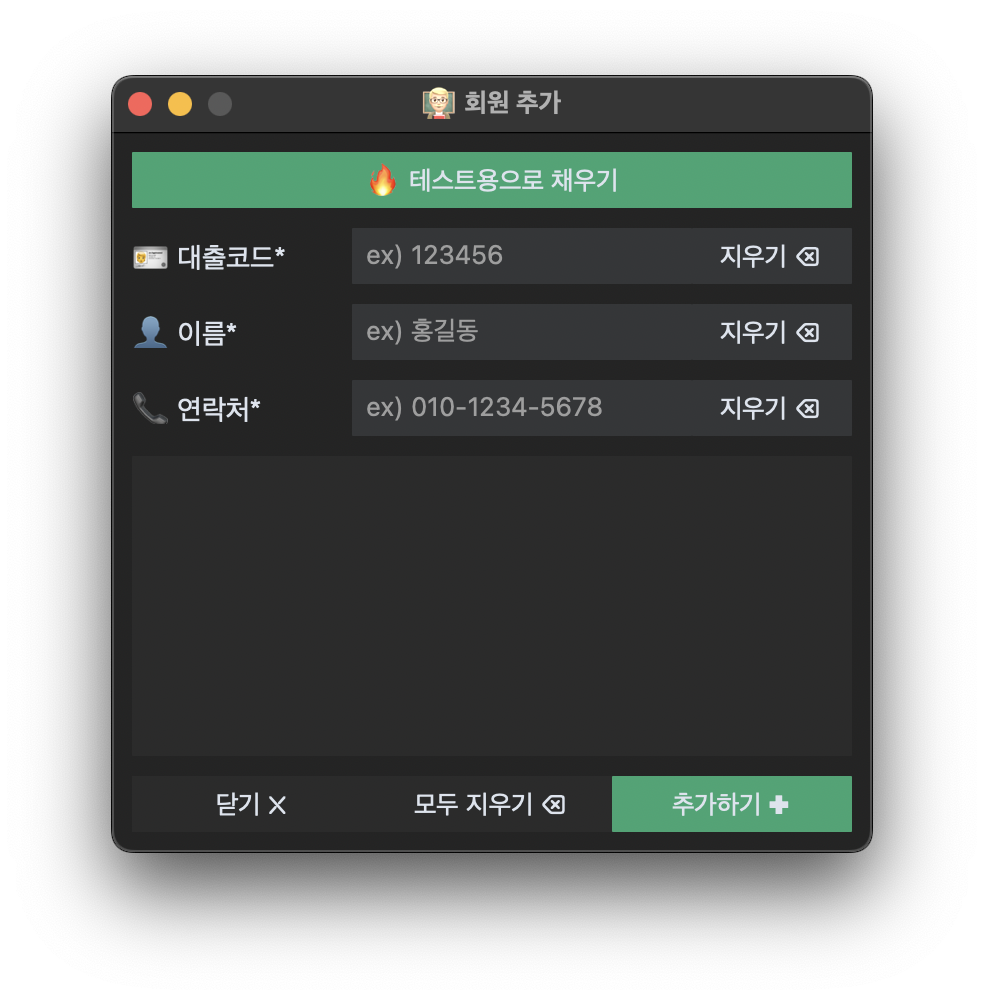 회원 추가
테스트용으로 채우기
대출코드* ex) 123456 지우기
이름* ex) 홍길동 지우기
연락처* ex) 010-1234-5678 지우기
닫기 모두 지우기 추가하기